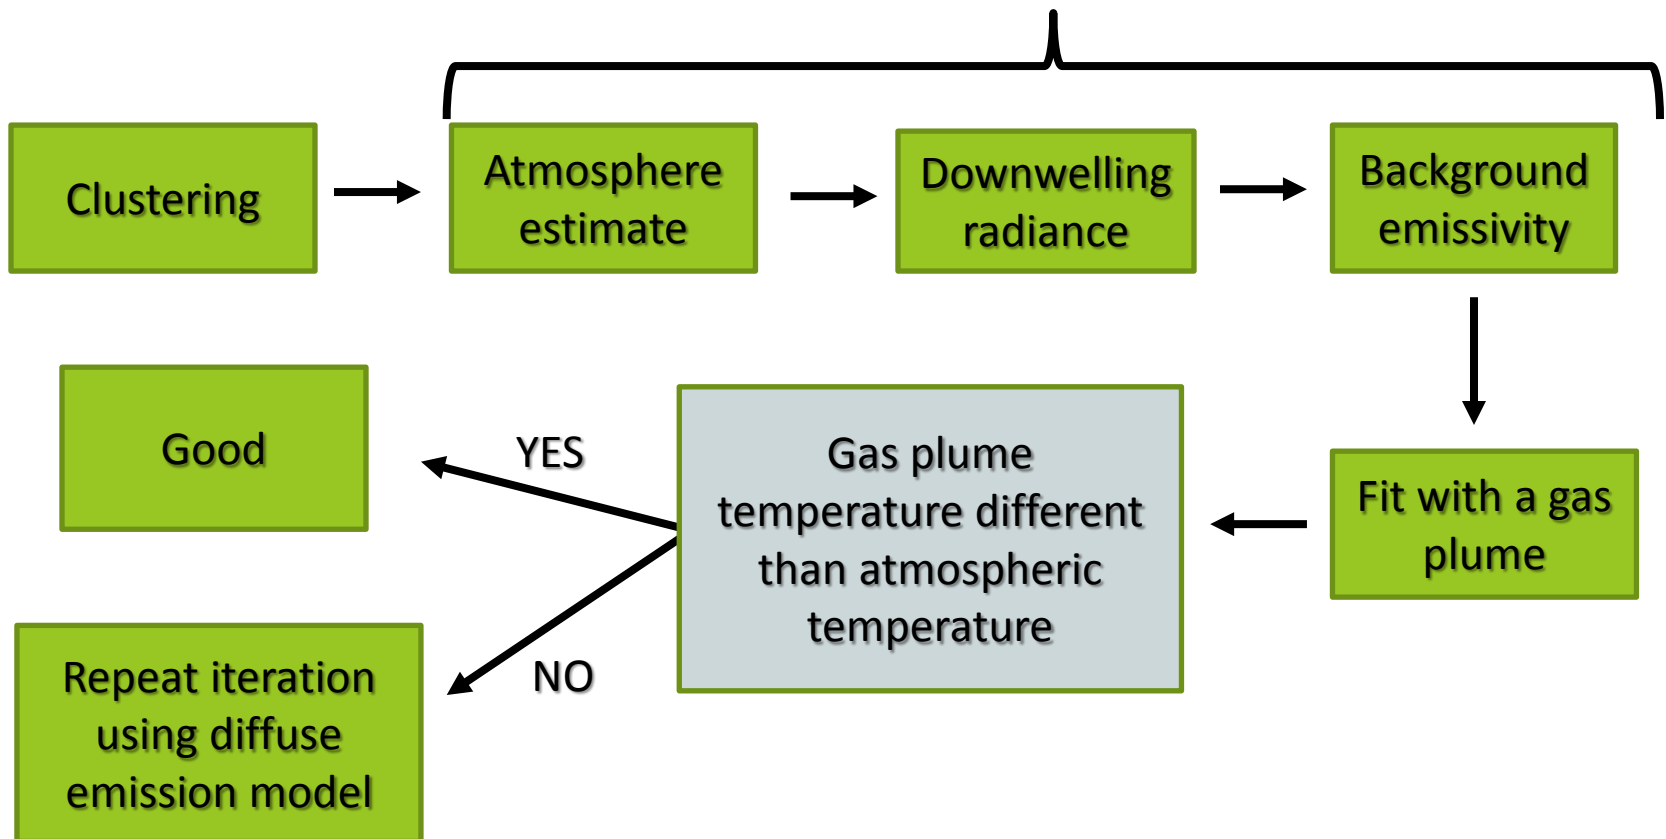 Clustering
Atmosphere
estimate
Downwelling
radiance
Background
emissivity
Good
YES
Gas plume
temperature different
than atmospheric
temperature
Fit with a gas
plume
NO
Repeat iteration
using diffuse
emission model